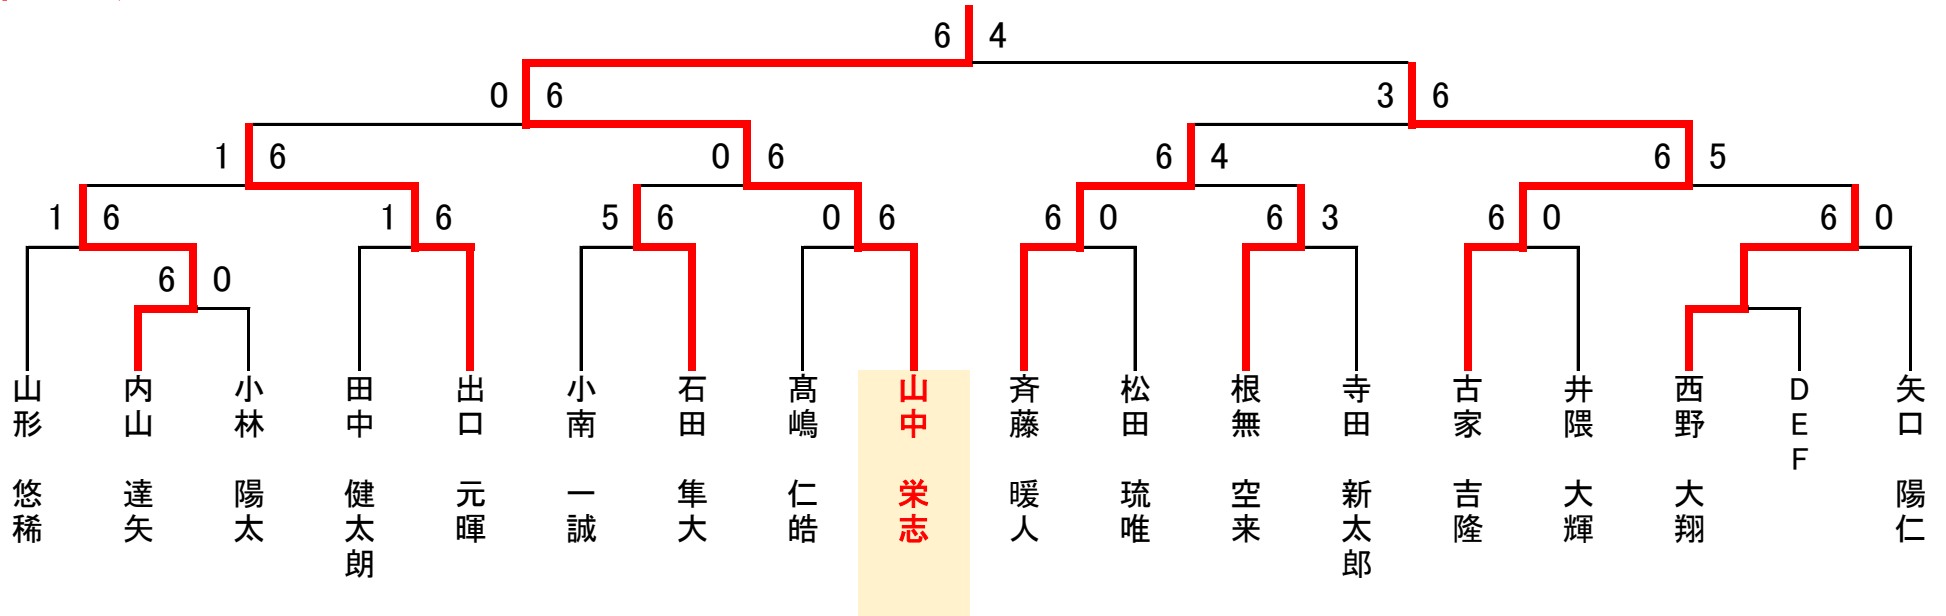 6 4
0 6 3 6
1 6 0 6 6 4 6 5
1 6 1 6 5 6 0 6 6 0 6 3 6 0 6 0
6 0
山形 悠稀
内山 達矢
小林 陽太
田中 健太朗
出口 元暉
小南 一誠
石田 隼大
髙嶋 仁皓
山中 栄志
斉藤 暖人
松田 琉唯
根無 空来
寺田 新太郎
古家 吉隆
井隈 大輝
西野 大翔
DEF
矢口 陽仁